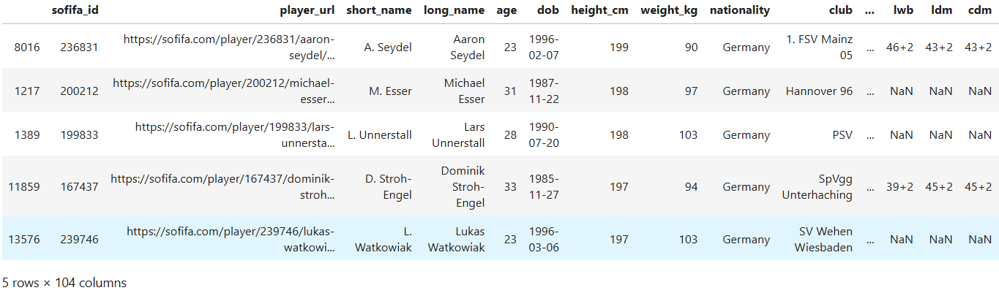 sofifa_id player_url short_name long_name age dob height_cm weight_kg nationality club ... lwb ldm cdm
8016 236831 https://sofifa.com/player/236831/aaron-seydel/... A. Seydel Aaron Seydel 23 1996-02-07 199 90 Germany 1. FSV Mainz 05 ... 46+2 43+2 43+2
1217 200212 https://sofifa.com/player/200212/michael-esser... M. Esser Michael Esser 31 1987-11-22 198 97 Germany Hannover 96 ... NaN NaN NaN
1389 199833 https://sofifa.com/player/199833/lars-unnersta... L. Unnerstall Lars Unnerstall 28 1990-07-20 198 103 Germany PSV ... NaN NaN NaN
11859 167437 https://sofifa.com/player/167437/dominik-stroh... D. Stroh-Engel Dominik Stroh-Engel 33 1985-11-27 197 94 Germany SpVgg Unterhaching ... 39+2 45+2 45+2
13576 239746 https://sofifa.com/player/239746/lukas-watkowi... L. Watkowiak Lukas Watkowiak 23 1996-03-06 197 103 Germany SV Wehen Wiesbaden ... NaN NaN NaN
5 rows × 104 columns